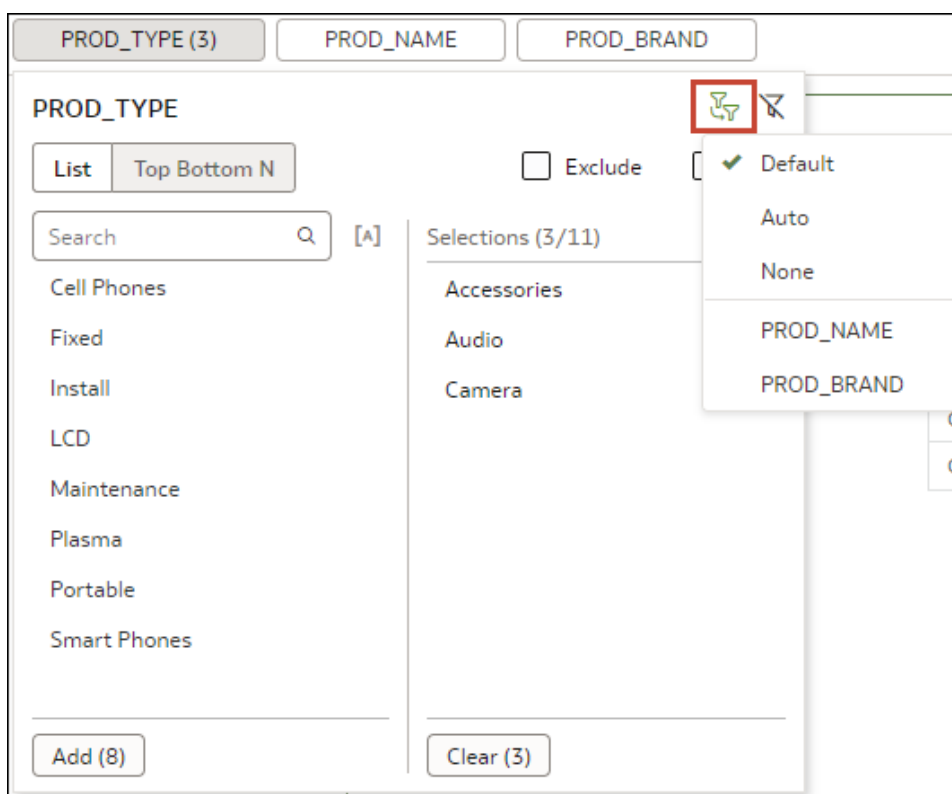 PROD_TYPE (3) PROD_NAME PROD_BRAND
PROD_TYPE
List Top Bottom N Exclude
Default
Auto
None
PROD_NAME
PROD_BRAND
Search [A] Selections (3/11)
Cell Phones
Fixed
Install
LCD
Maintenance
Plasma
Portable
Smart Phones
Accessories
Audio
Camera
Add (8) Clear (3)